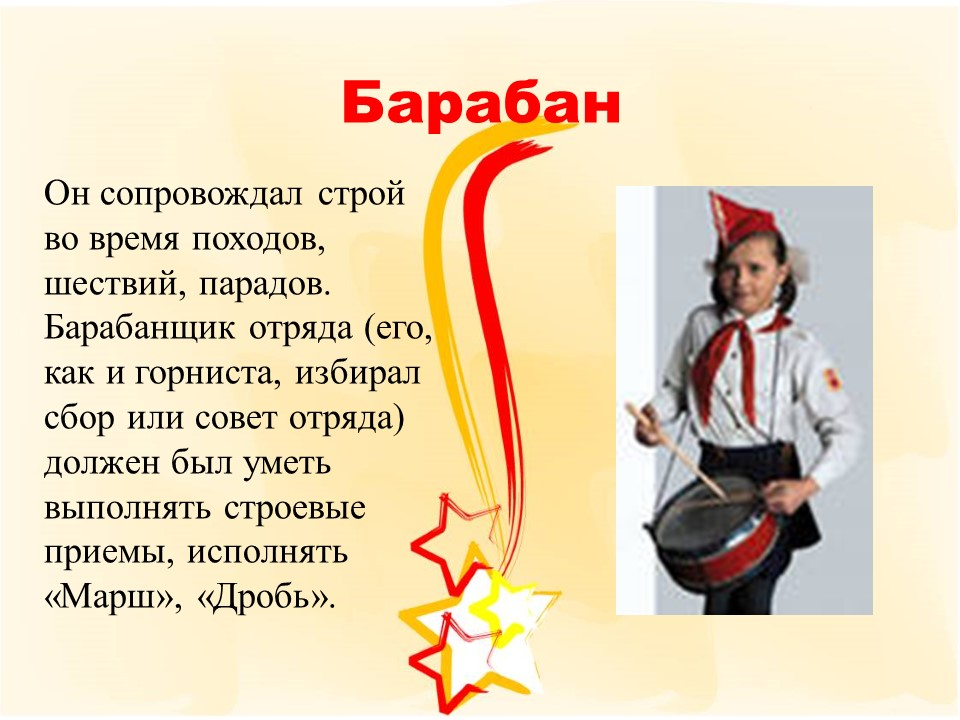 Барабан
Он сопровождал строй
во время походов,
шествий, парадов.
Барабанщик отряда (его,
как и горниста, избирал
сбор или совет отряда)
должен был уметь
выполнять строевые
приемы, исполнять
«Марш», «Дробь».